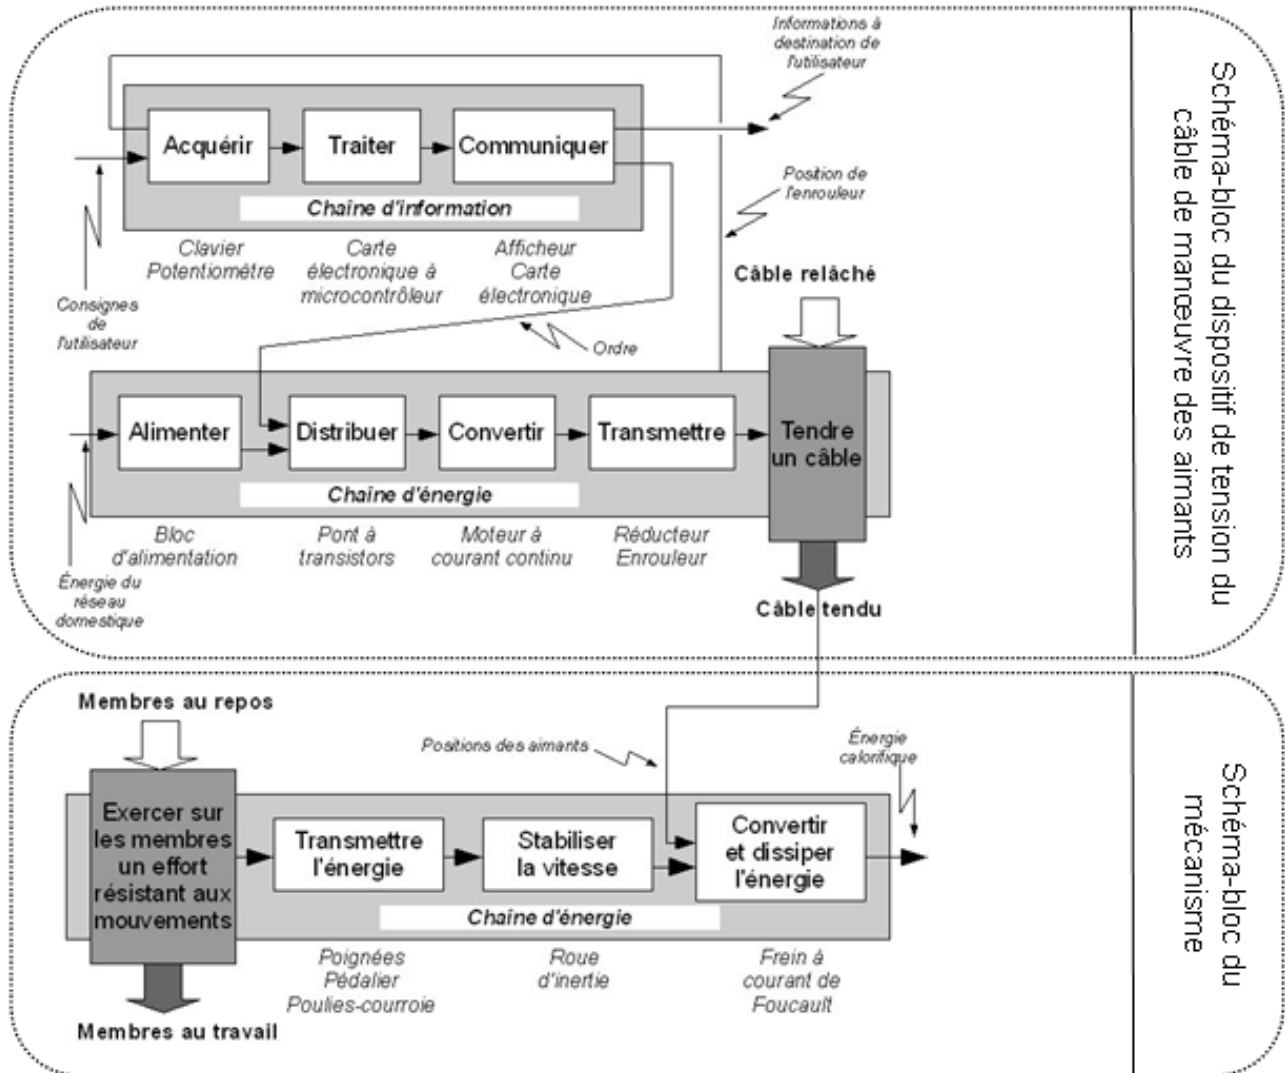 Informations à
destination de
l'utilisateur
Acquérir
Traiter
Communiquer
Chaîne d'information
Clavier
Potentiomètre
Carte
électronique à
microcontrôleur
Afficheur
Carte
électronique
Position de
l'enrouleur
Consignes
de
l'utilisateur
Ordre
Câble relâché
Alimenter
Distribuer
Convertir
Transmettre
Tendre
un câble
Chaîne d'énergie
Bloc
d'alimentation
Pont à
transistors
Moteur à
courant continu
Réducteur
Enrouleur
Énergie du
réseau
domestique
Câble tendu
Schéma-bloc du dispositif de tension du
câble de manœuvre des aimants
Membres au repos
Positions des aimants
Énergie
calorifique
Exercer sur
les membres
un effort
résistant aux
mouvements
Transmettre
l'énergie
Stabiliser
la vitesse
Convertir
et dissiper
l'énergie
Chaîne d'énergie
Poignées
Pédalier
Poulies-courroie
Roue
d'inertie
Frein à
courant de
Foucault
Membres au travail
Schéma-bloc du
mécanisme